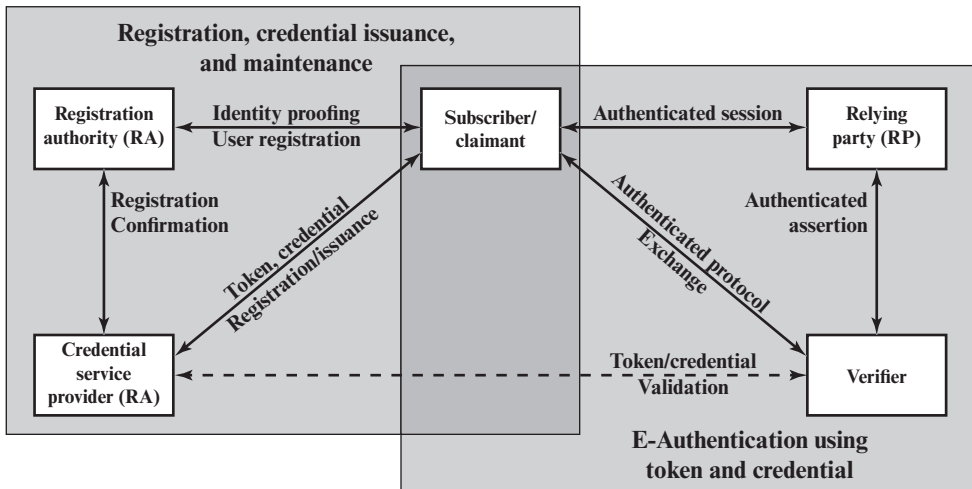 Registration, credential issuance,
and maintenance
Registration
authority (RA)
Identity proofing
User registration
Subscriber/
claimant
Authenticated session
Relying
party (RP)
Registration
Confirmation
Token, credential
Registration/issuance
Authenticated protocol
Exchange
Authenticated
assertion
Credential
service
provider (RA)
Token/credential
Validation
Verifier
E-Authentication using
token and credential